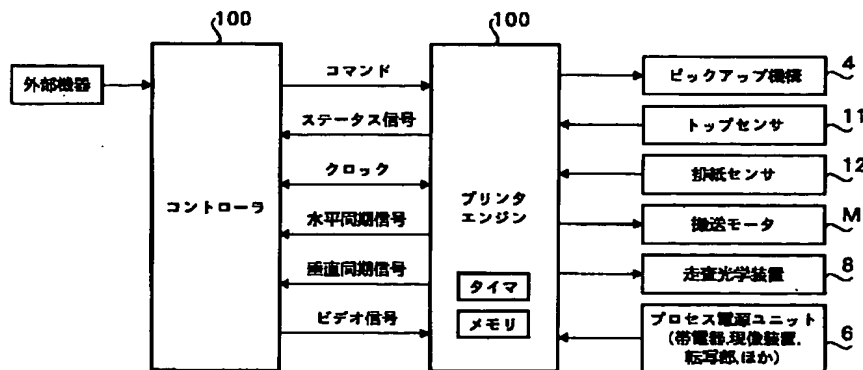 100
100
外部機器
コントローラ
コマンド
ステータス信号
クロック
水平同期信号
垂直同期信号
ビデオ信号
プリンタ
エンジン
タイマ
メモリ
ピックアップ機構
4
トップセンサ
11
排紙センサ
12
搬送モータ
M
走査光学装置
8
プロセス電源ユニット
(帯電器,現像装置,
転写部,ほか)
6